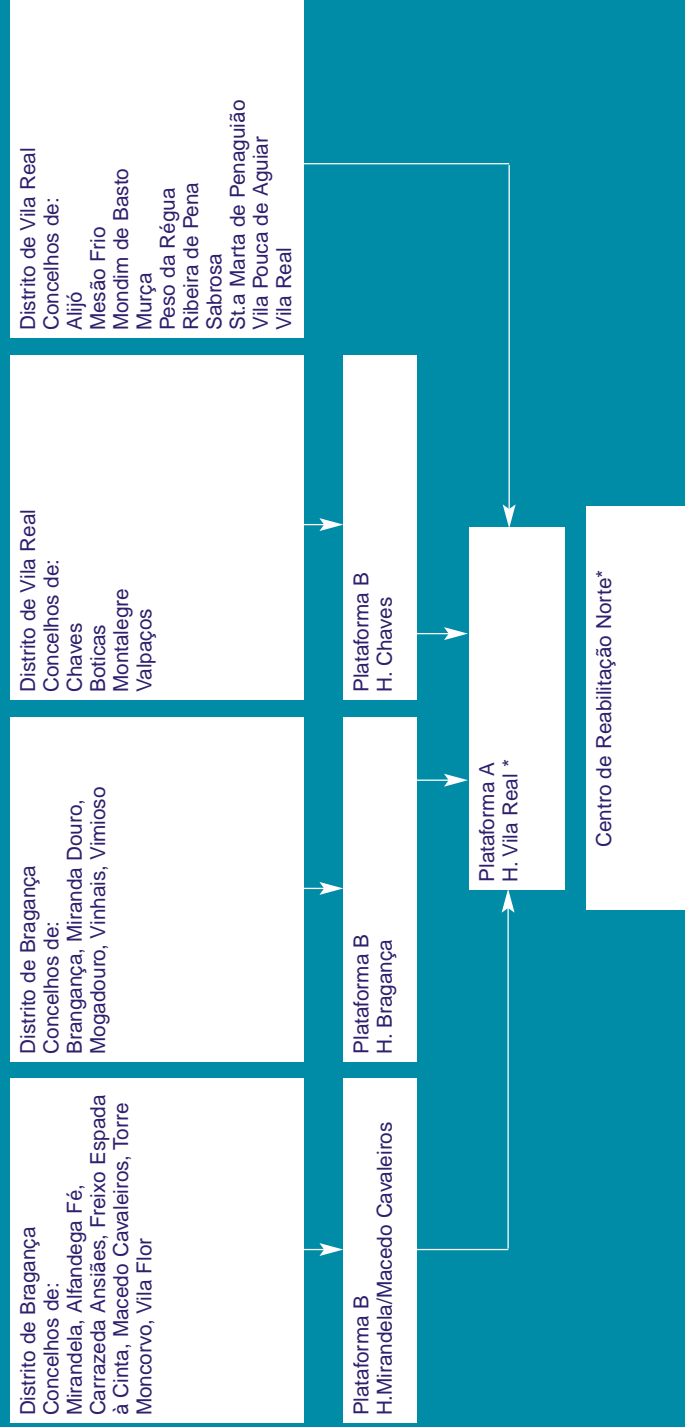 Distrito de Bragança
Concelhos de:
Mirandela, Alfandega Fé,
Carrazeda Ansiães, Freixo Espada
à Cinta, Macedo Cavaleiros, Torre
Moncorvo, Vila Flor
Distrito de Bragança
Concelhos de:
Brangança, Miranda Douro,
Mogadouro, Vinhais, Vimioso
Distrito de Vila Real
Concelhos de:
Chaves
Boticas
Montalegre
Valpaços
Distrito de Vila Real
Concelhos de:
Alijó
Mesão Frio
Mondim de Basto
Murça
Peso da Régua
Ribeira de Pena
Sabrosa
St.a Marta de Penaguião
Vila Pouca de Aguiar
Vila Real
Plataforma B
H.Mirandela/Macedo Cavaleiros
Plataforma B
H. Bragança
Plataforma B
H. Chaves
Plataforma A
H. Vila Real *
Centro de Reabilitação Norte*